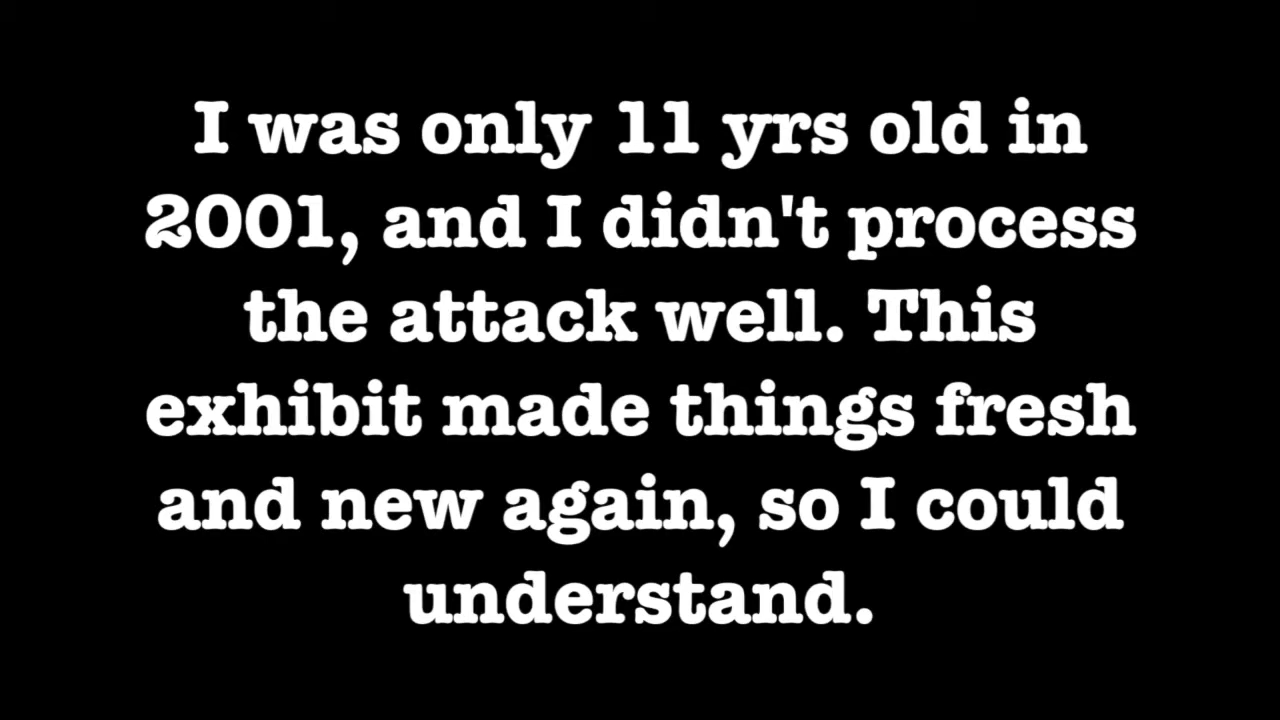 I was only 11 yrs old in
2001, and I didn't process
the attack well. This
exhibit made things fresh
and new again, so I could
understand.